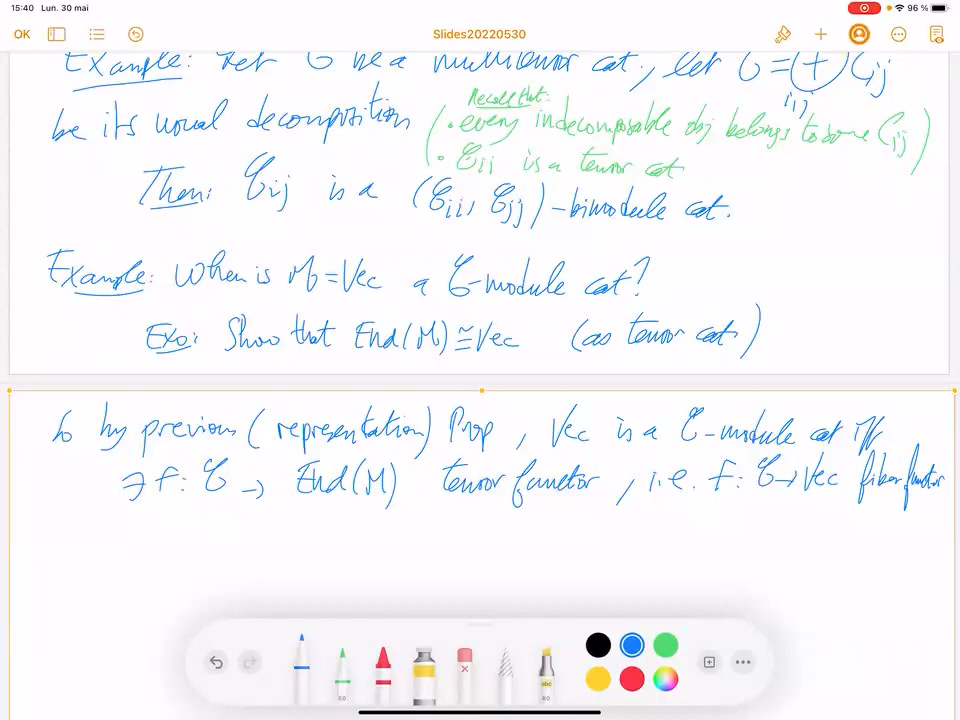 15:40 Lun. 30 mai
96 %
OK
Slides20220530
Example: Let C be a multitensor cat., let C = ⊕ Cij
i,j
Recall that:
be its usual decomposition ( • every indecomposable obj belongs to some Cij )
• Cii is a tensor cat
Then: Cij is a (Cii, Cjj)-bimodule cat.
Example: When is M = Vec a C-module cat?
Exo: Show that End(M) ≅ Vec (as tensor cat.)
So by previous (representation) Prop, Vec is a C-module cat iff
∃ F: C → End(M) tensor functor, i.e. F: C → Vec fiber functor
50
80